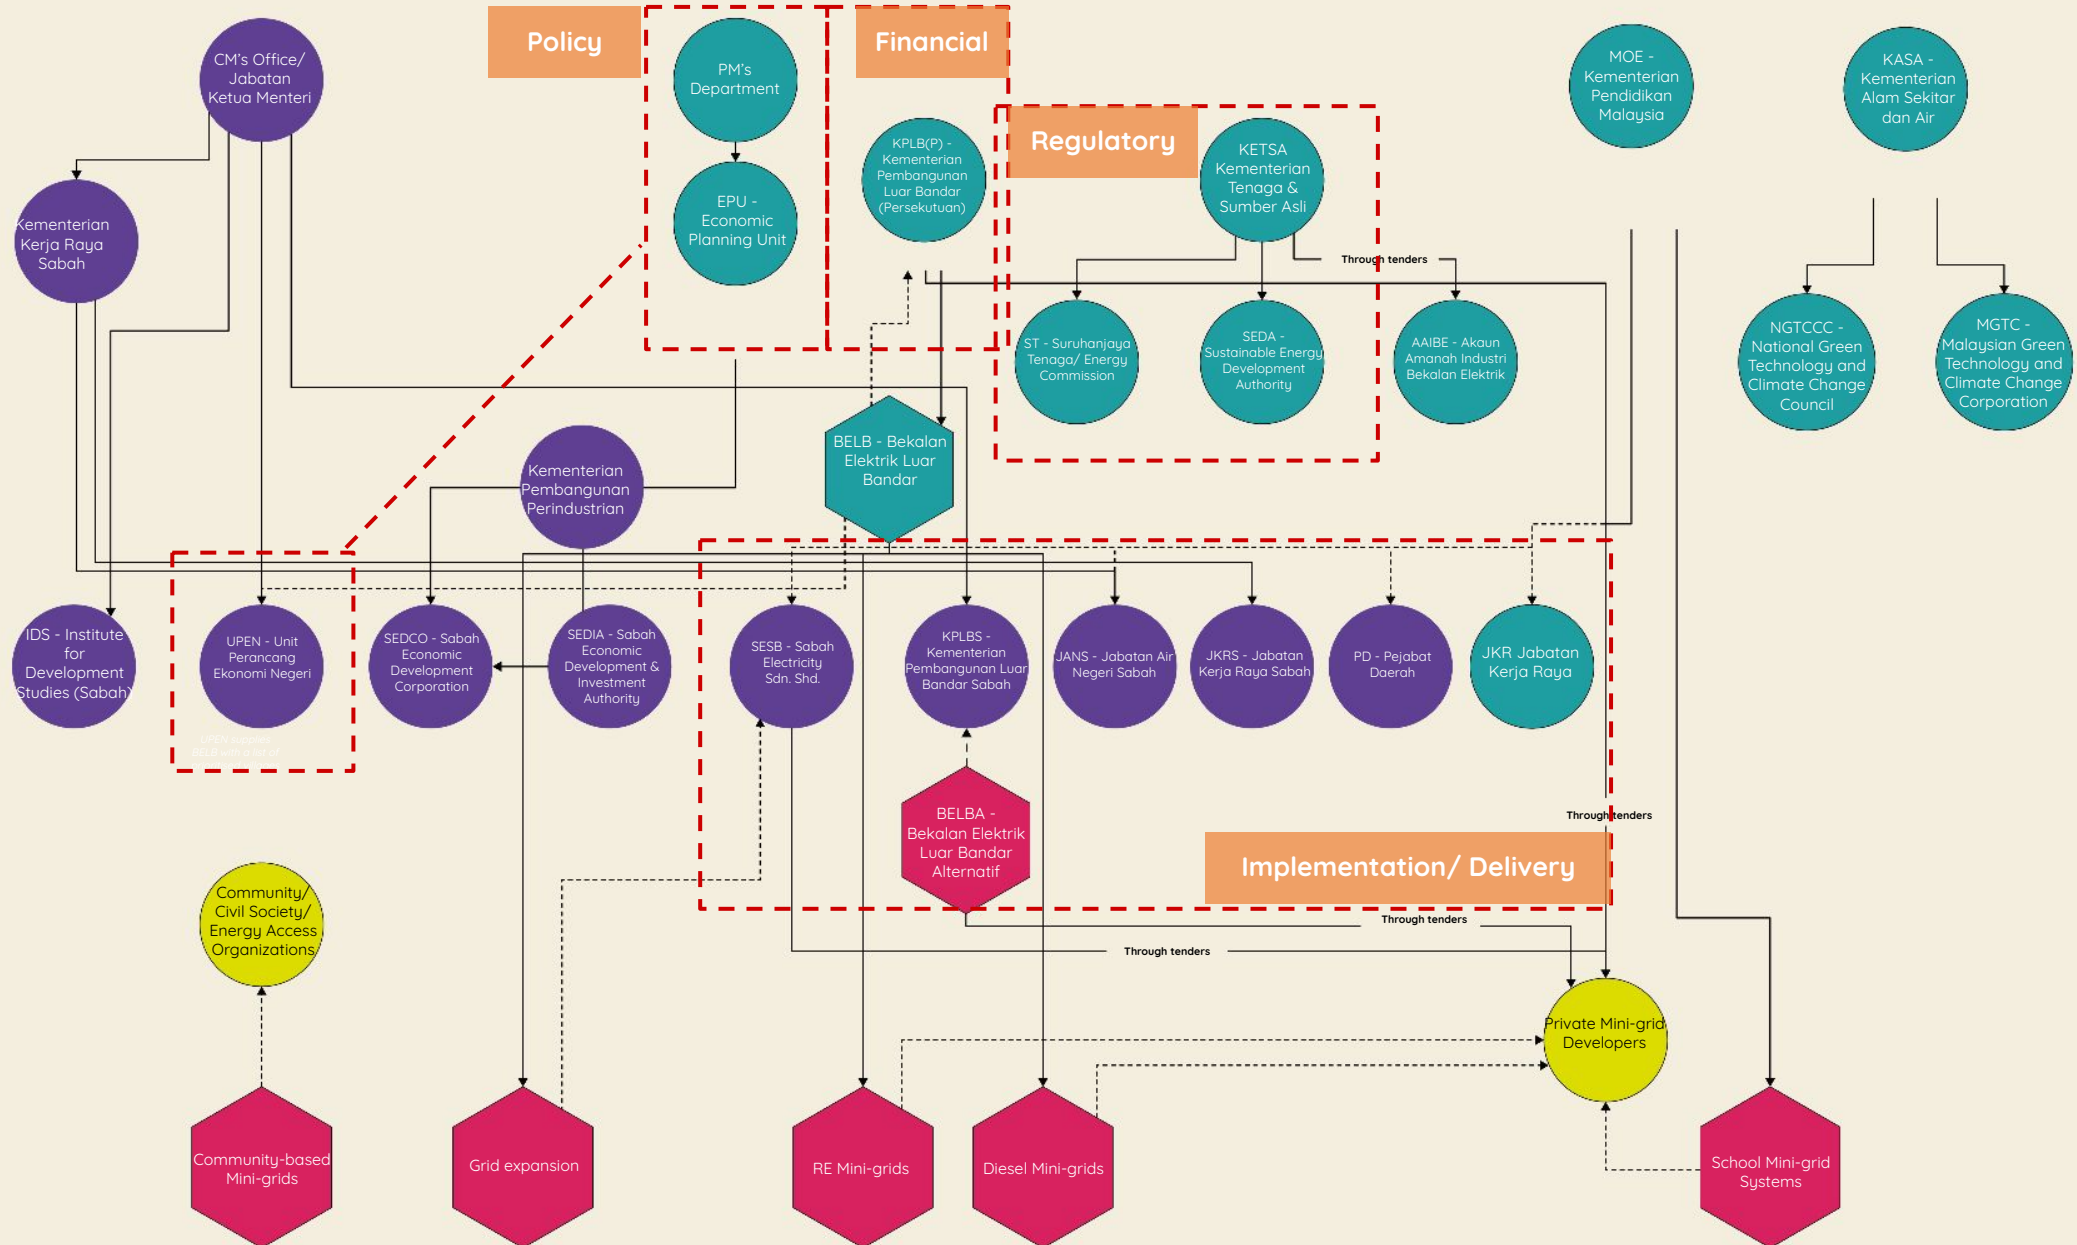 CM's Office/
Jabatan
Ketua Menteri
Policy
PM's
Department
Financial
MOE -
Kementerian
Pendidikan
Malaysia
KASA -
Kementerian
Alam Sekitar
dan Air
KPLB(P) -
Kementerian
Pembangunan
Luar Bandar
(Persekutuan)
Regulatory
KETSA
Kementerian
Tenaga &
Sumber Asli
Kementerian
Kerja Raya
Sabah
EPU -
Economic
Planning Unit
Through tenders
ST - Suruhanjaya
Tenaga/ Energy
Commission
SEDA -
Sustainable Energy
Development
Authority
AAIBE - Akaun
Amanah Industri
Bekalan Elektrik
NGTCCC -
National Green
Technology and
Climate Change
Council
MGTC -
Malaysian Green
Technology and
Climate Change
Corporation
Kementerian
Pembangunan
Perindustrian
BELB - Bekalan
Elektrik Luar
Bandar
IDS - Institute
for
Development
Studies (Sabah)
UPEN - Unit
Perancang
Ekonomi Negeri
UPEN supplies
BELB with a list of
SEDCO - Sabah
Economic
Development
Corporation
SEDIA - Sabah
Economic
Development &
Investment
Authority
SESB - Sabah
Electricity
Sdn. Shd.
KPLBS -
Kementerian
Pembangunan Luar
Bandar Sabah
JANS - Jabatan Air
Negeri Sabah
JKRS - Jabatan
Kerja Raya Sabah
PD - Pejabat
Daerah
JKR Jabatan
Kerja Raya
BELBA -
Bekalan Elektrik
Luar Bandar
Alternatif
Through tenders
Implementation/ Delivery
Community/
Civil Society/
Energy Access
Organizations
Through tenders
Through tenders
Private Mini-grid
Developers
Community-based
Mini-grids
Grid expansion
RE Mini-grids
Diesel Mini-grids
School Mini-grid
Systems